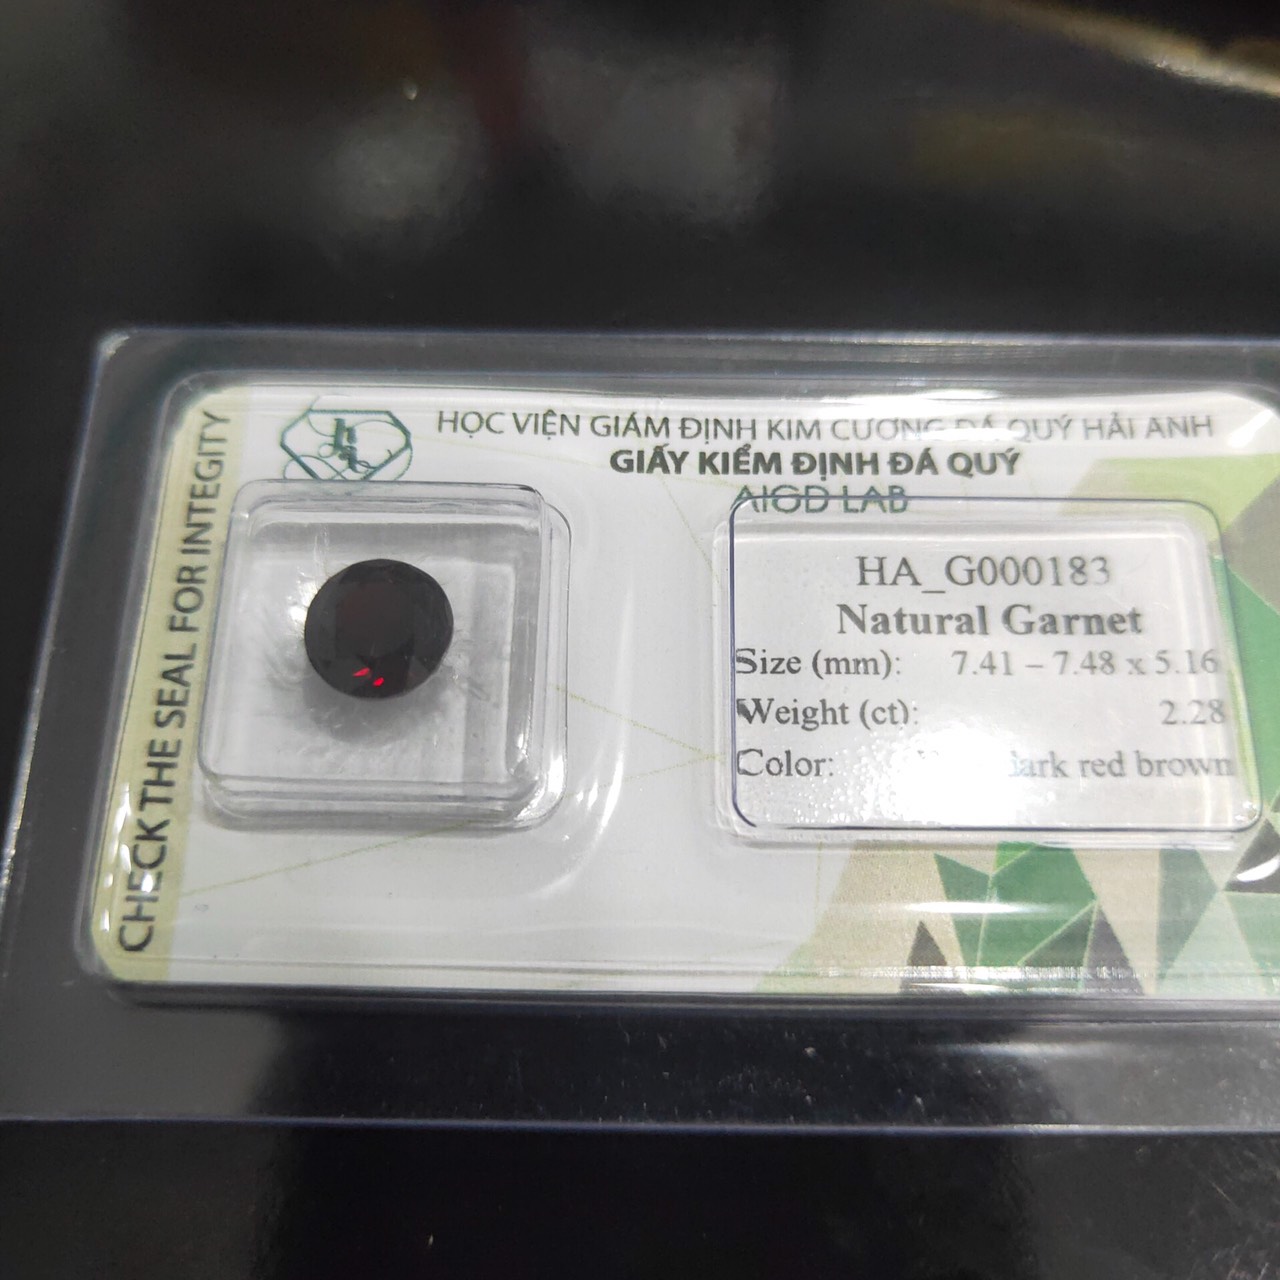 CHECK THE SEAL FOR INTEGRITY
HỌC VIỆN GIÁM ĐỊNH KIM CƯƠNG ĐÁ QUÝ HẢI ANH
GIẤY KIỂM ĐỊNH ĐÁ QUÝ
AIGD LAB
HA_G000183
Natural Garnet
Size (mm): 7.41 – 7.48 x 5.16
Weight (ct): 2.28
Color: dark red brown